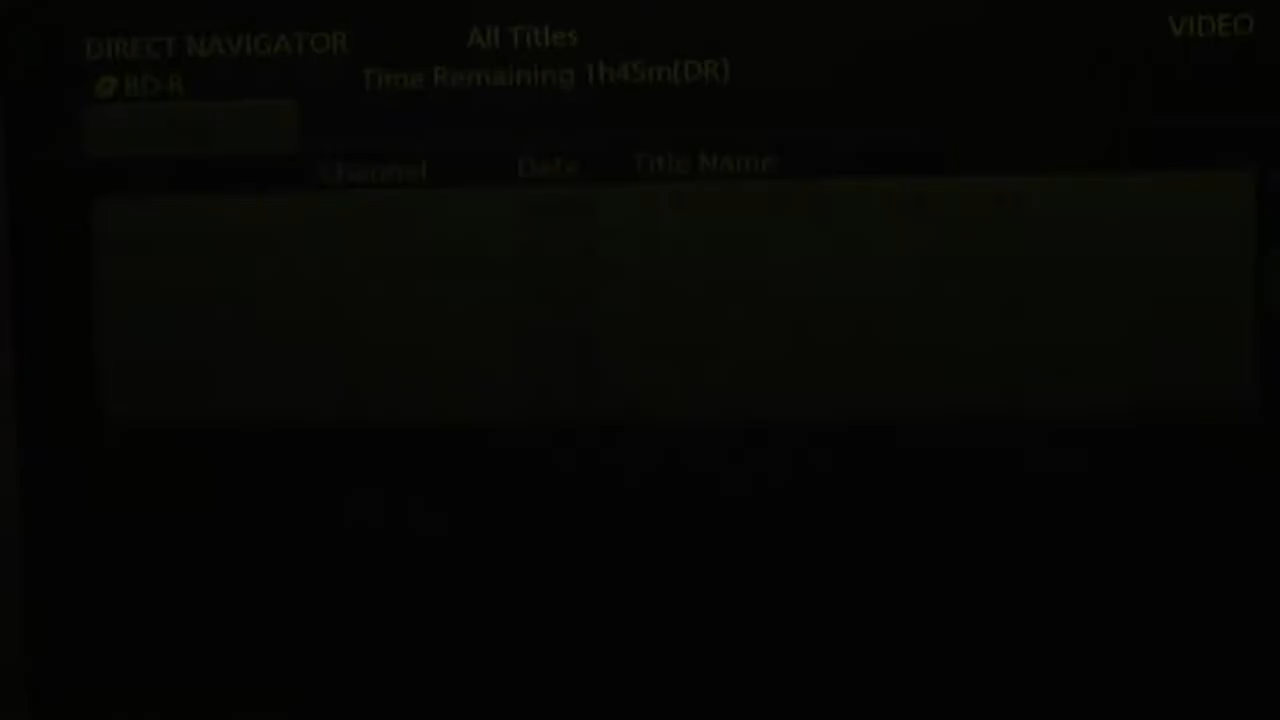 DIRECT NAVIGATOR
All Titles
VIDEO
BD-R
Time Remaining 1h45m(DR)
Channel
Date
Title Name